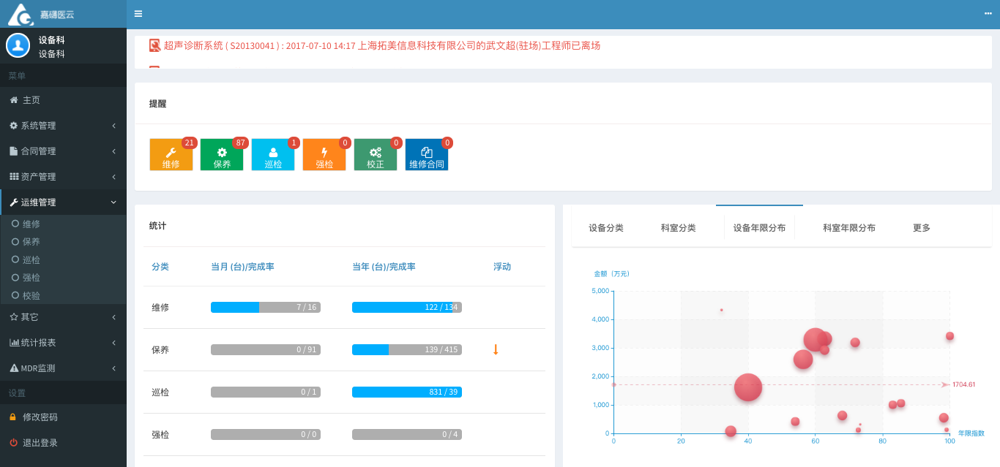 嘉樋医云
设备科
设备科
菜单
主页
系统管理
合同管理
资产管理
运维管理
维修
保养
巡检
强检
校验
其它
统计报表
MDR监测
设置
修改密码
退出登录
超声诊断系统 ( S20130041 ) : 2017-07-10 14:17 上海拓美信息科技有限公司的武文超(驻场)工程师已离场
提醒
21
维修
87
保养
1
巡检
0
强检
0
校正
0
维修合同
统计
分类 当月 (台)/完成率 当年 (台)/完成率 浮动
维修 7 / 16 122 / 134
保养 0 / 91 139 / 415
巡检 0 / 1 831 / 39
强检 0 / 0 0 / 4
设备分类 科室分类 设备年限分布 科室年限分布 更多
金额（万元）
5,000
4,000
3,000
2,000
1704.61
1,000
0
年限指数
0 20 40 60 80 100